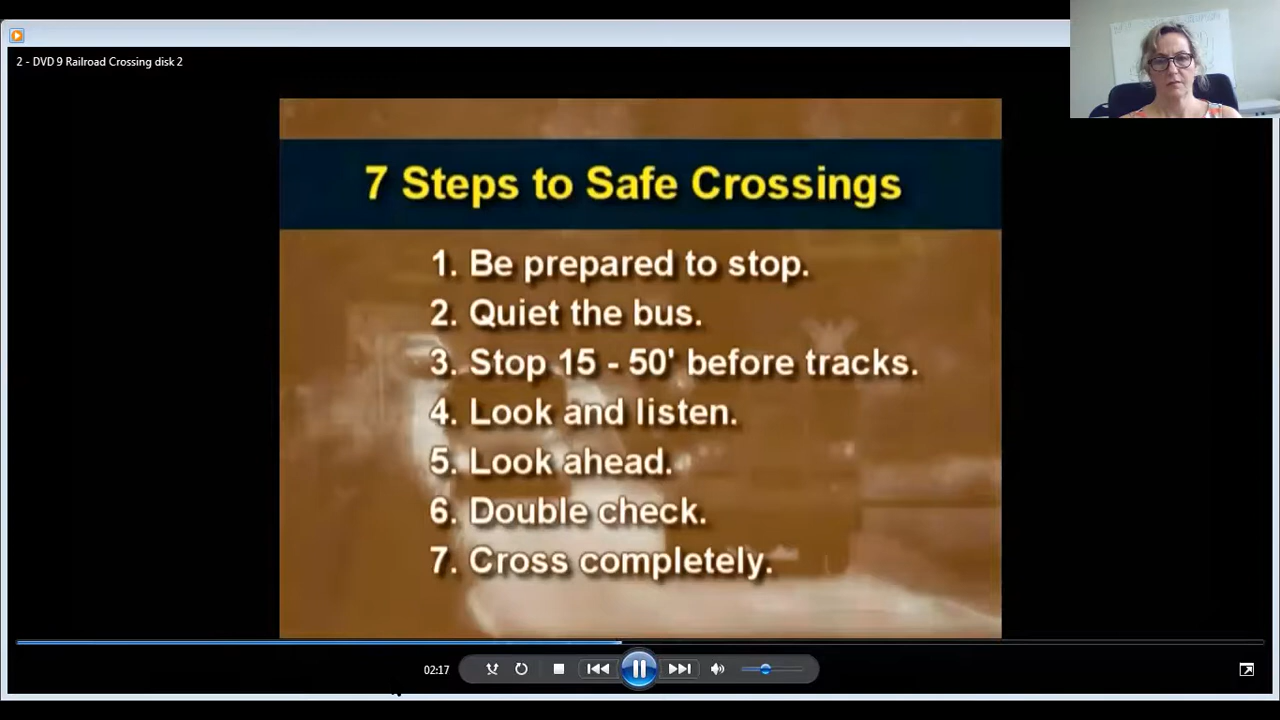 2 - DVD 9 Railroad Crossing disk 2
7 Steps to Safe Crossings
1. Be prepared to stop.
2. Quiet the bus.
3. Stop 15 - 50' before tracks.
4. Look and listen.
5. Look ahead.
6. Double check.
7. Cross completely.
02:17